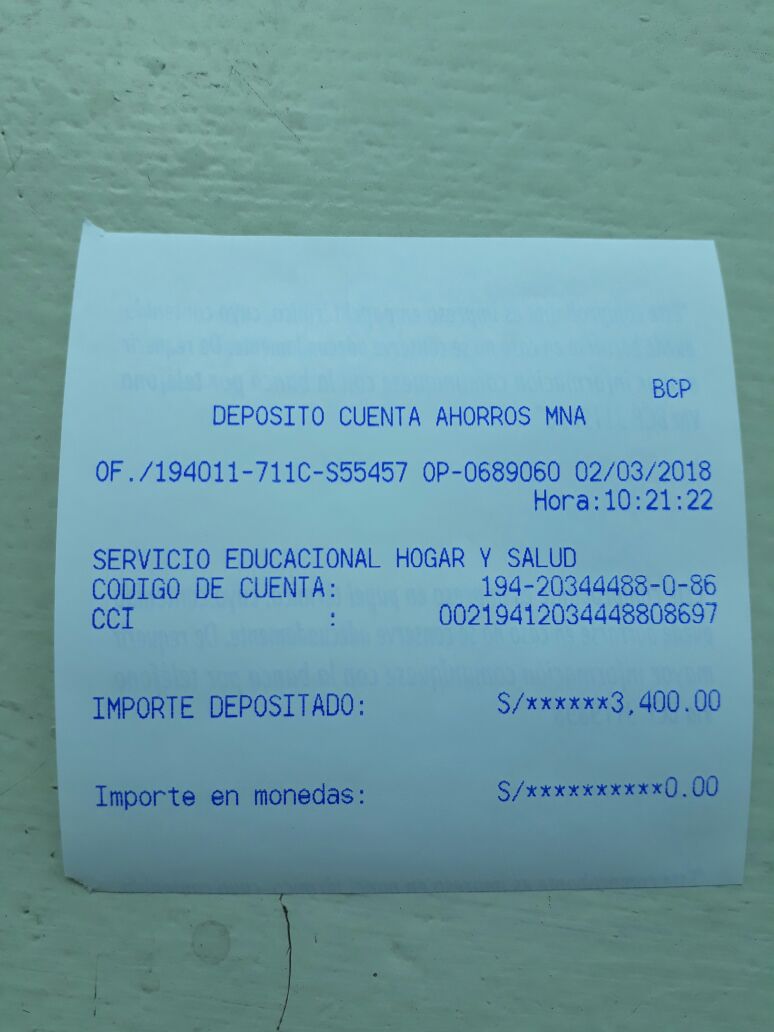 BCP
DEPOSITO CUENTA AHORROS MNA
OF./194011-711C-S55457 OP-0689060 02/03/2018
Hora:10:21:22
SERVICIO EDUCACIONAL HOGAR Y SALUD
CODIGO DE CUENTA: 194-20344488-0-86
CCI : 00219412034448808697
IMPORTE DEPOSITADO: S/******3,400.00
Importe en monedas: S/**********0.00